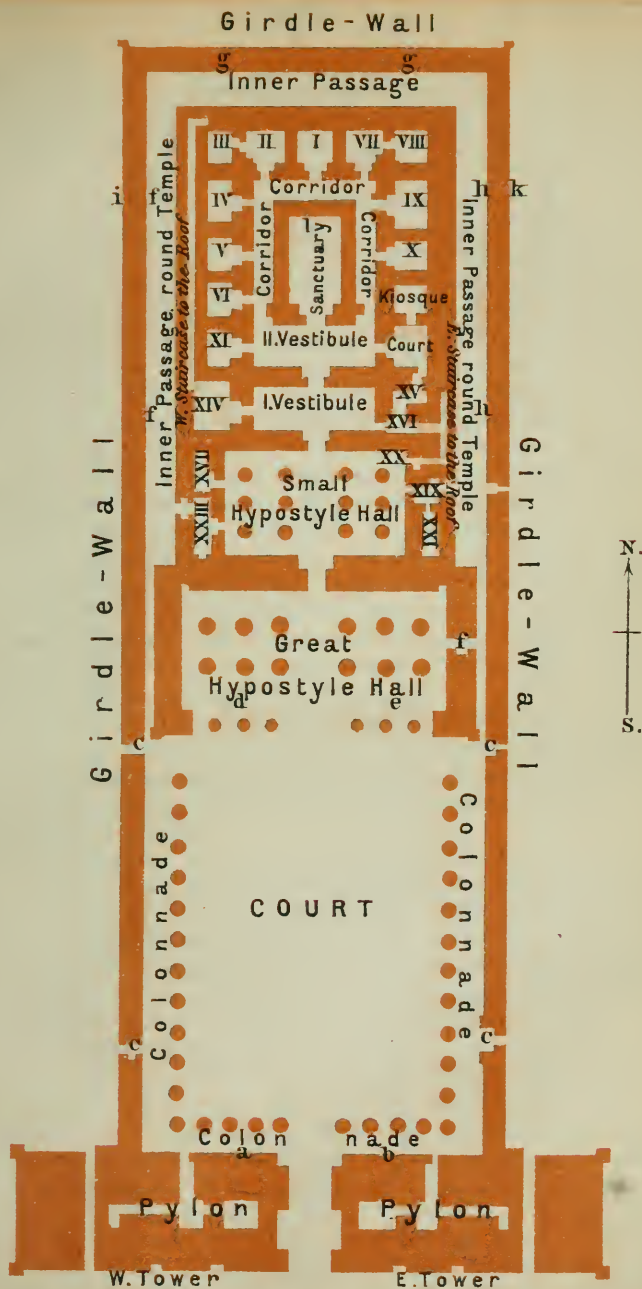 Girdle-Wall
g g
Inner Passage
III II I VII VIII
Corridor
i f IV IX h k
Inner Passage round Temple
W. Staircase to the Roof
Corridor
1
Sanctuary
Corridor
Inner Passage round Temple
E. Staircase to the Roof
V X
VI Kiosque
XI II.Vestibule Court
XIV I.Vestibule XV
f XVI h
XVII Small XX
Hypostyle Hall XIX
XXIII XXI
Girdle-Wall
Girdle-Wall
N.
S.
Great f
Hypostyle Hall
d e
c c
Colonnade
COURT
Colonnade
c c
Colon nade
a b
Pylon Pylon
W.Tower E.Tower